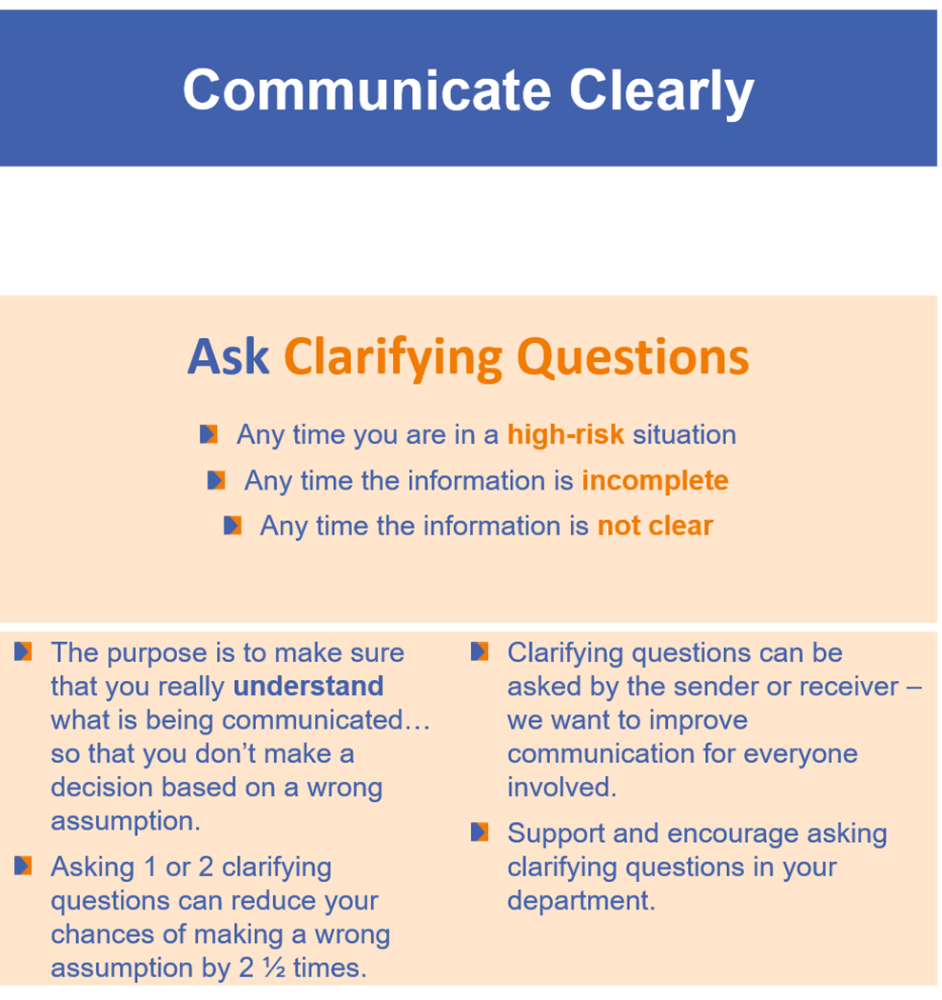 Communicate Clearly
Ask Clarifying Questions
Any time you are in a high-risk situation
Any time the information is incomplete
Any time the information is not clear
The purpose is to make sure
that you really understand
what is being communicated…
so that you don’t make a
decision based on a wrong
assumption.
Asking 1 or 2 clarifying
questions can reduce your
chances of making a wrong
assumption by 2 ½ times.
Clarifying questions can be
asked by the sender or receiver –
we want to improve
communication for everyone
involved.
Support and encourage asking
clarifying questions in your
department.